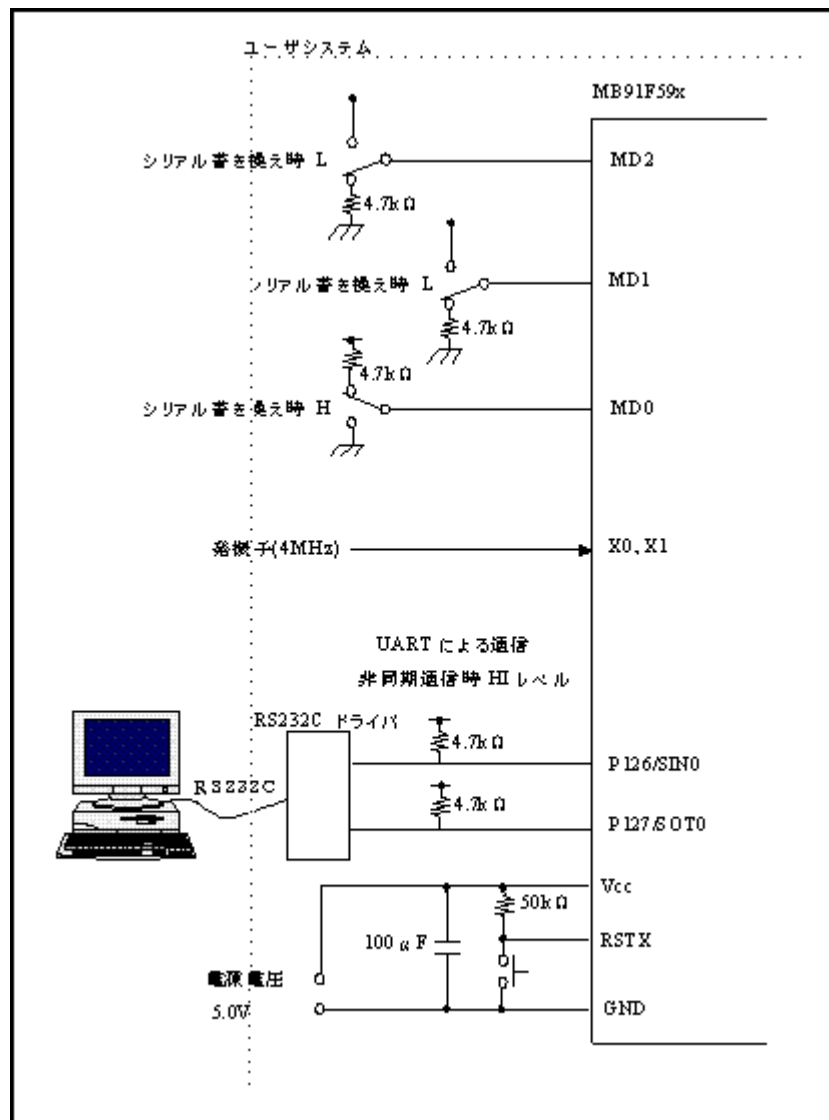 ユーザシステム
MB91F59x
シリアル書き換え時 L
MD2
4.7kΩ
シリアル書き換え時 L
MD1
4.7kΩ
4.7kΩ
シリアル書き換え時 H
MD0
発振子(4MHz)
X0, X1
UART による通信
非同期通信時 HI レベル
RS232C ドライバ
4.7kΩ
P126/SIN0
RS232C
4.7kΩ
P127/SOT0
Vcc
50kΩ
100μF
RSTX
電源電圧
5.0V
GND